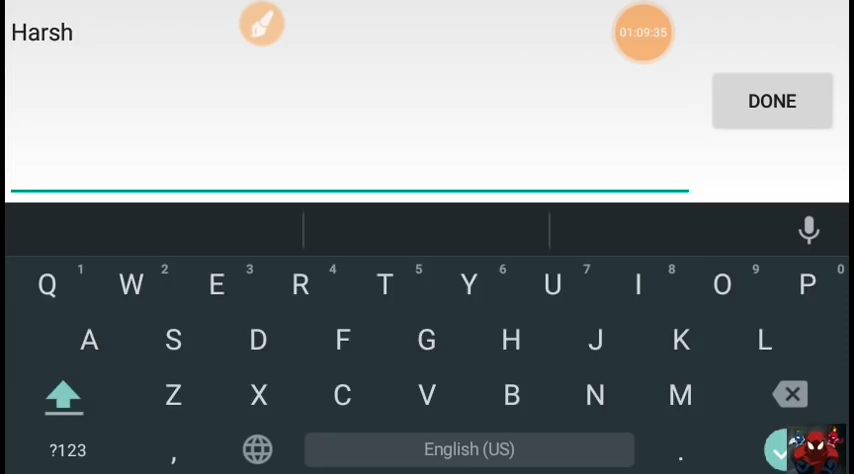 Harsh
01:09:35
DONE
Q 1 W 2 E 3 R 4 T 5 Y 6 U 7 I 8 O 9 P 0
A S D F G H J K L
Z X C V B N M
?123 , English (US) .